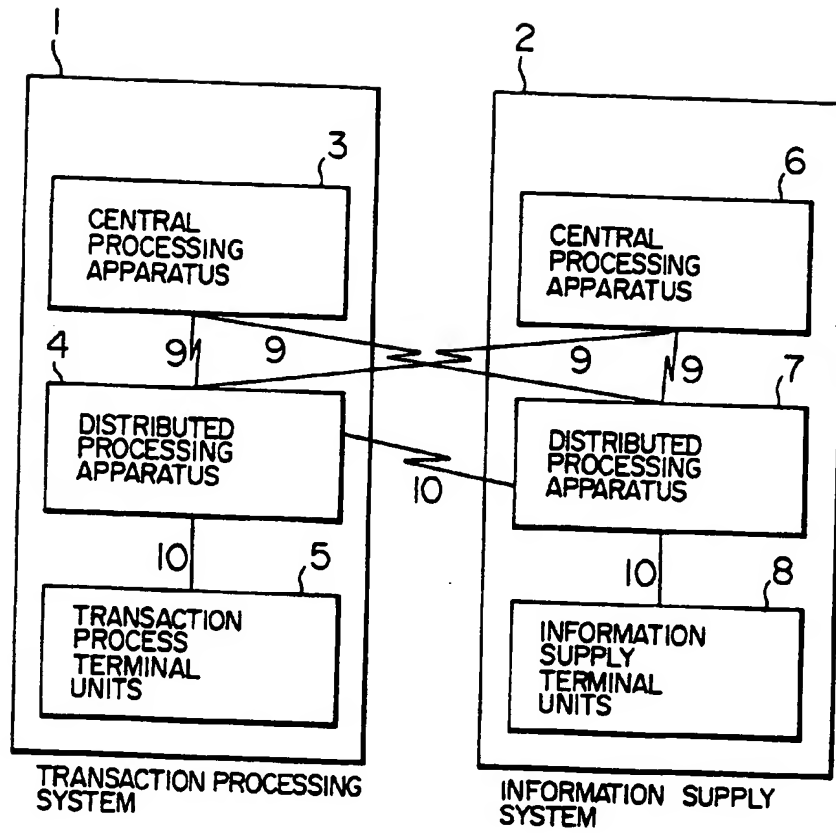 1
2
3
CENTRAL
PROCESSING
APPARATUS
6
CENTRAL
PROCESSING
APPARATUS
4
9
9
9
9
7
DISTRIBUTED
PROCESSING
APPARATUS
DISTRIBUTED
PROCESSING
APPARATUS
10
10
5
TRANSACTION
PROCESS
TERMINAL
UNITS
10
8
INFORMATION
SUPPLY
TERMINAL
UNITS
TRANSACTION PROCESSING
SYSTEM
INFORMATION SUPPLY
SYSTEM